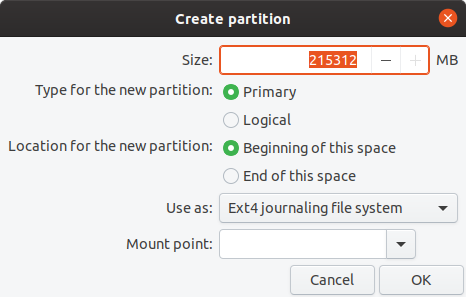 Create partition
Size: 215312 − + MB
Type for the new partition: Primary
Logical
Location for the new partition: Beginning of this space
End of this space
Use as: Ext4 journaling file system
Mount point:
Cancel OK